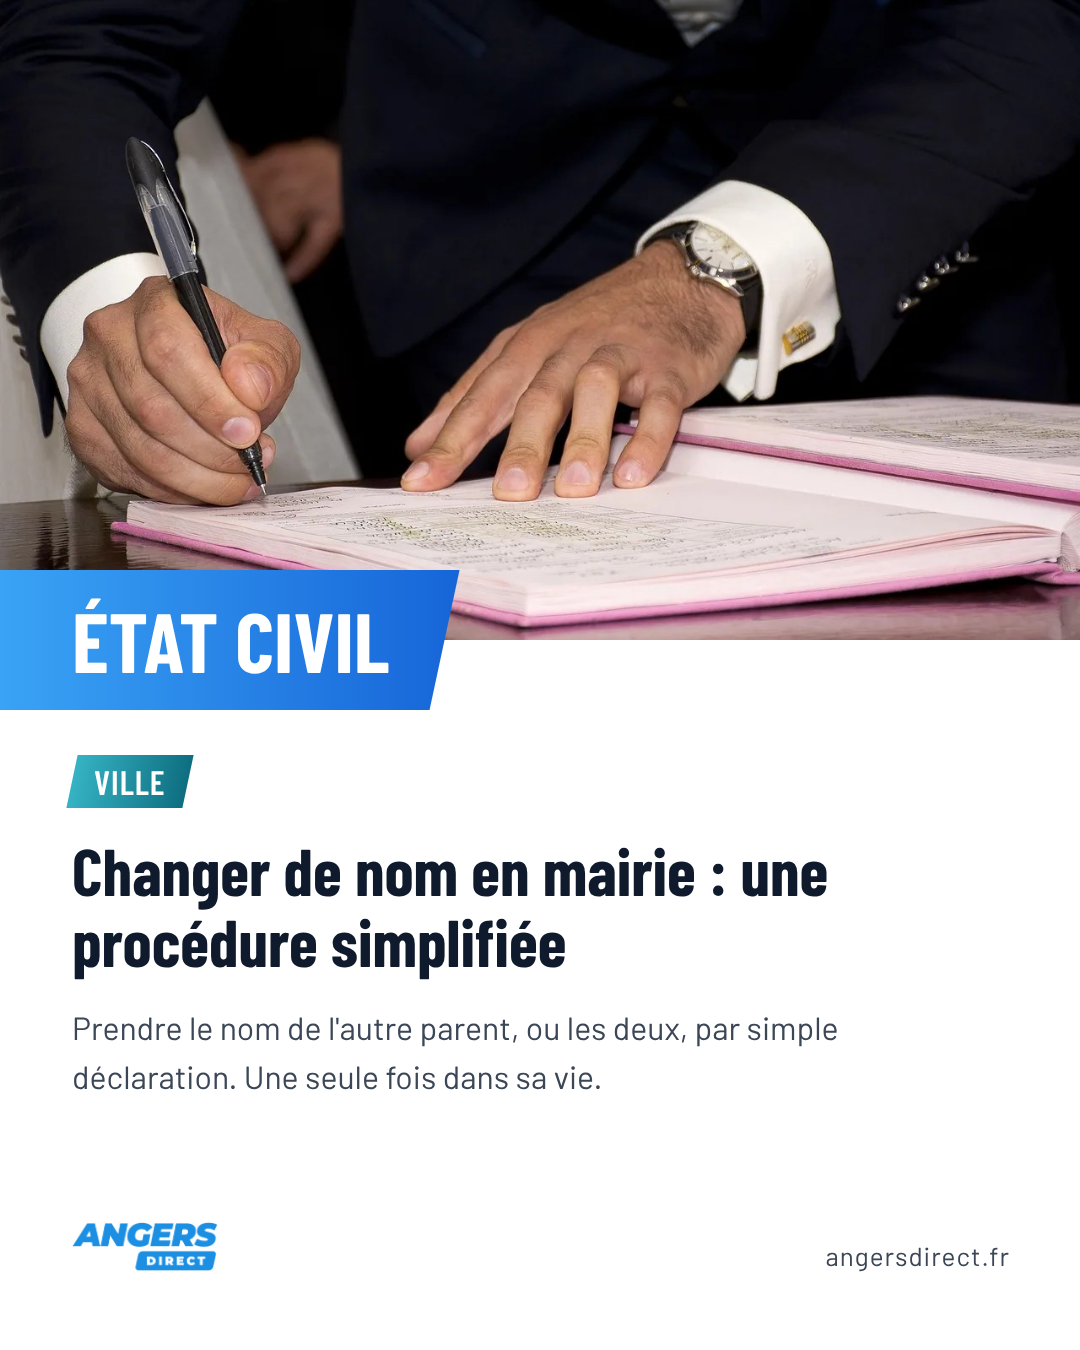 ÉTAT CIVIL
VILLE
Changer de nom en mairie : une
procédure simplifiée
Prendre le nom de l'autre parent, ou les deux, par simple
déclaration. Une seule fois dans sa vie.
ANGERS
DIRECT
angersdirect.fr